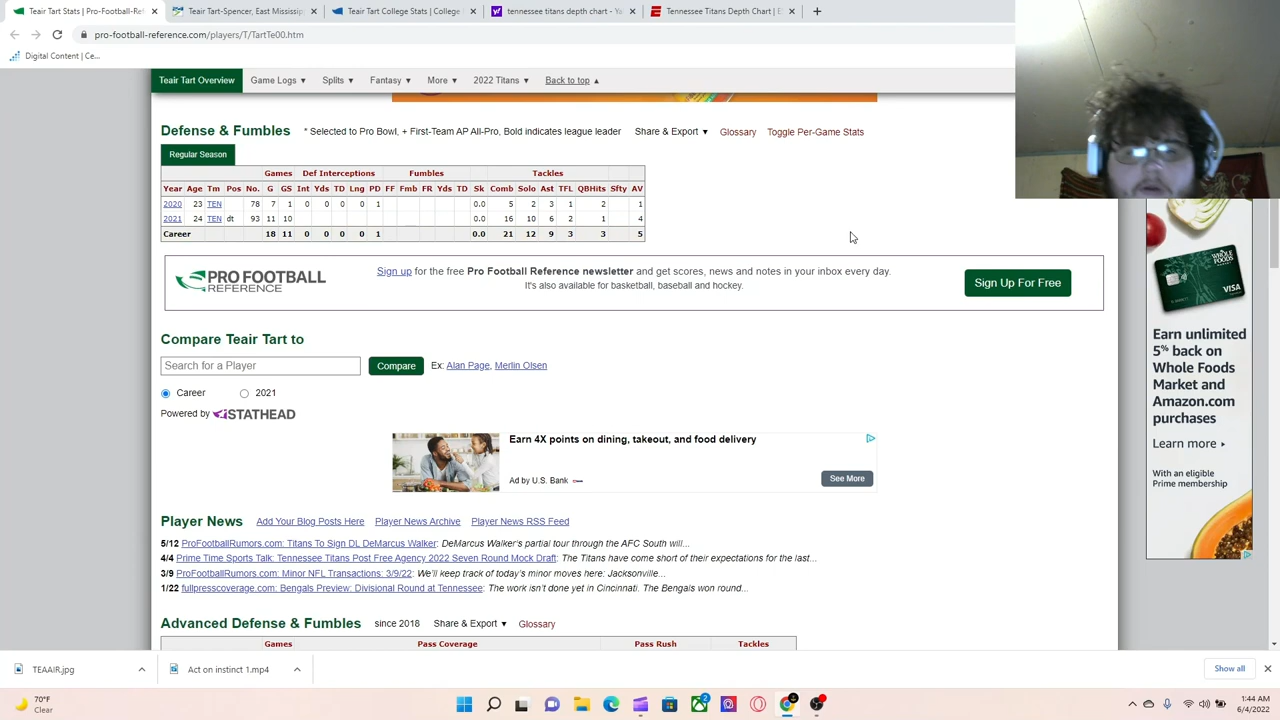 Teair Tart Stats | Pro-Football-Ref
Teair Tart-Spencer, East Mississip
Teair Tart College Stats | College
tennessee titans depth chart - Ya
Tennessee Titans Depth Chart | E
pro-football-reference.com/players/T/TartTe00.htm
Digital Content | Ce...
Teair Tart Overview Game Logs ▼ Splits ▼ Fantasy ▼ More ▼ 2022 Titans ▼ Back to top ▲
Defense & Fumbles * Selected to Pro Bowl, + First-Team AP All-Pro, Bold indicates league leader Share & Export ▼ Glossary Toggle Per-Game Stats
Regular Season
Games Def Interceptions Fumbles Tackles
Year Age Tm Pos No. G GS Int Yds TD Lng PD FF Fmb FR Yds TD Sk Comb Solo Ast TFL QBHits Sfty AV
2020 23 TEN 78 7 1 0 0 0 0 1 0.0 5 2 3 1 2 1
2021 24 TEN dt 93 11 10 0.0 16 10 6 2 1 4
Career 18 11 0 0 0 0 1 0.0 21 12 9 3 3 5
PRO FOOTBALL
REFERENCE
Sign up for the free Pro Football Reference newsletter and get scores, news and notes in your inbox every day.
It's also available for basketball, baseball and hockey.
Sign Up For Free
Compare Teair Tart to
Search for a Player Compare Ex: Alan Page, Merlin Olsen
Career 2021
Powered by STATHEAD
Earn 4X points on dining, takeout, and food delivery
Ad by U.S. Bank
See More
Player News Add Your Blog Posts Here Player News Archive Player News RSS Feed
5/12 ProFootballRumors.com: Titans To Sign DL DeMarcus Walker: DeMarcus Walker's partial tour through the AFC South will...
4/4 Prime Time Sports Talk: Tennessee Titans Post Free Agency 2022 Seven Round Mock Draft: The Titans have come short of their expectations for the last...
3/9 ProFootballRumors.com: Minor NFL Transactions: 3/9/22: We'll keep track of today's minor moves here: Jacksonville...
1/22 fullpresscoverage.com: Bengals Preview: Divisional Round at Tennessee: The work isn't done yet in Cincinnati. The Bengals won round...
Advanced Defense & Fumbles since 2018 Share & Export ▼ Glossary
Games Pass Coverage Pass Rush Tackles
WHOLE
FOODS
VISA
Earn unlimited
5% back on
Whole Foods
Market and
Amazon.com
purchases
Learn more ▸
With an eligible
Prime membership
TEAAIR.jpg
Act on instinct 1.mp4
Show all
70°F
Clear
2
1:44 AM
6/4/2022